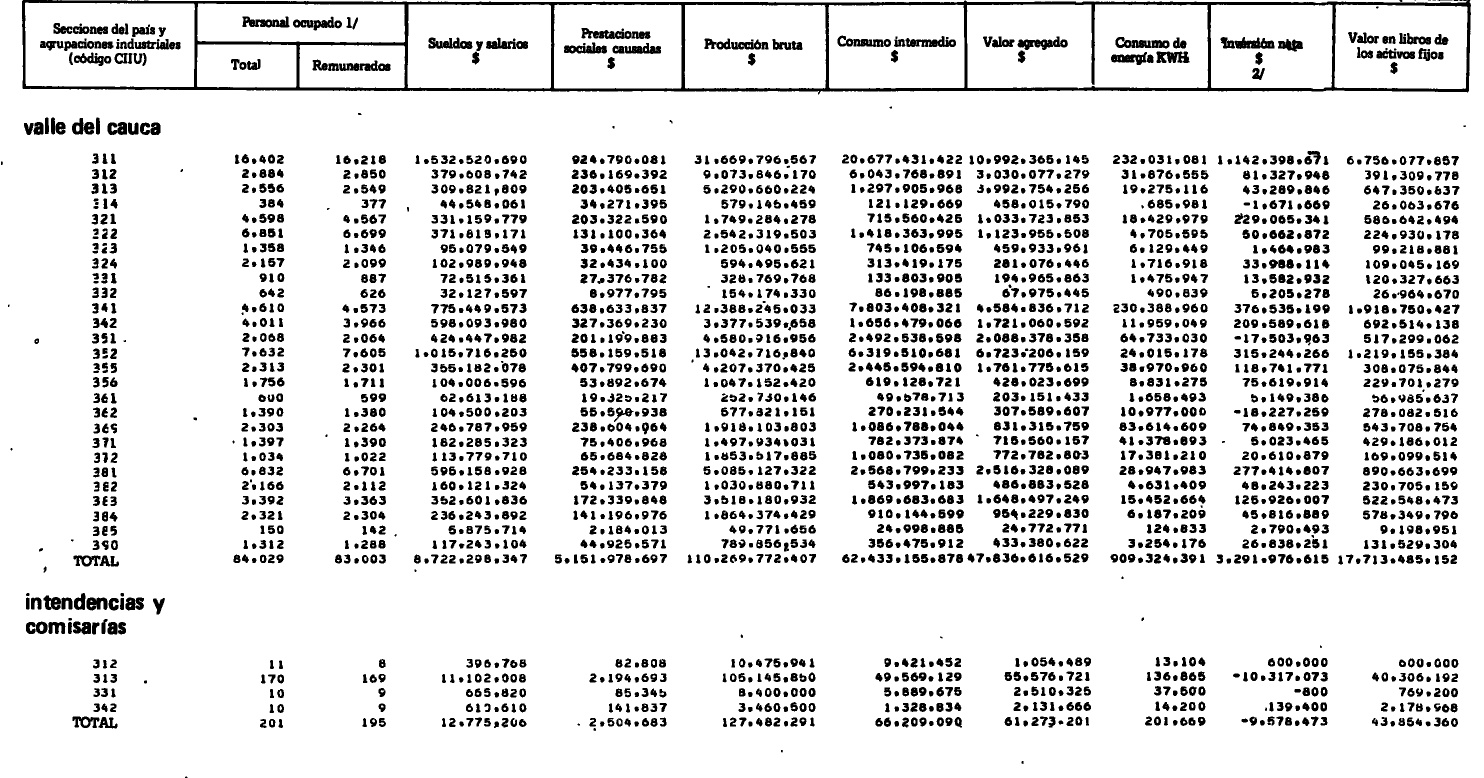 Secciones del país y agrupaciones industriales (código CIIU) Personal ocupado 1/ Total Remunerados Sueldos y salarios $ Prestaciones sociales causadas $ Producción bruta $ Consumo intermedio $ Valor agregado $ Consumo de energía KWH Inversión neta $ 2/ Valor en libros de los activos fijos $
valle del cauca
311 16.402 16.218 1.532.520.690 924.790.081 31.669.796.567 20.677.431.422 10.992.365.145 232.031.081 1.142.398.671 6.756.077.857
312 2.884 2.850 379.608.742 236.169.392 9.073.846.170 6.043.768.891 3.030.077.279 31.876.555 81.327.948 391.309.778
313 2.556 2.549 309.821.809 203.405.651 5.290.660.224 1.297.905.968 3.992.754.256 19.275.116 43.289.846 647.350.637
314 384 377 44.548.061 34.271.395 579.145.459 121.129.669 458.015.790 .685.981 -1.671.669 26.063.676
321 4.598 4.567 331.159.779 203.322.590 1.749.284.278 715.560.425 1.033.723.853 18.429.979 229.065.341 586.642.494
222 6.851 6.699 371.818.171 131.100.364 2.542.319.503 1.418.363.995 1.123.955.508 4.705.595 50.662.872 224.930.178
323 1.358 1.346 95.079.549 39.446.755 1.205.040.555 745.106.594 459.933.961 6.129.449 1.464.983 99.218.881
324 2.157 2.099 102.989.948 32.434.100 594.495.621 313.419.175 281.076.446 1.716.918 33.988.114 109.045.169
331 910 887 72.515.361 27.376.782 328.769.768 133.803.905 194.965.863 1.475.947 13.582.932 120.327.663
332 642 626 32.127.597 8.977.795 154.174.330 86.198.885 67.975.445 490.839 5.205.278 26.964.670
341 4.610 4.573 775.449.573 638.633.837 12.388.245.033 7.803.408.321 4.584.836.712 230.388.960 376.535.199 1.918.750.427
342 4.011 3.966 598.093.980 327.369.230 3.377.539.658 1.656.479.066 1.721.060.592 11.959.049 209.589.618 692.514.138
351 2.068 2.064 424.447.982 201.199.883 4.580.916.956 2.492.538.598 2.088.378.358 64.733.030 -17.503.963 517.299.062
352 7.632 7.605 1.015.716.250 558.159.518 13.042.716.840 6.319.510.681 6.723.206.159 24.015.178 315.244.266 1.219.155.384
355 2.313 2.301 355.182.078 407.799.690 4.207.370.425 2.445.594.810 1.761.775.615 38.970.960 118.741.771 308.075.844
356 1.756 1.711 104.006.596 53.892.674 1.047.152.420 619.128.721 428.023.699 8.831.275 75.619.914 229.701.279
361 600 599 62.613.188 19.325.217 252.730.146 49.578.713 203.151.433 1.658.493 5.149.386 56.985.637
362 1.390 1.380 104.500.203 55.590.938 577.821.151 270.231.544 307.589.607 10.977.000 -18.227.259 278.082.516
369 2.303 2.264 246.787.959 238.604.064 1.918.103.803 1.086.788.044 831.315.759 83.614.609 74.849.353 543.708.754
371 1.397 1.390 182.285.323 75.406.968 1.497.934.031 782.373.874 715.560.157 41.378.893 5.023.465 429.186.012
372 1.034 1.022 113.779.710 65.684.828 1.853.517.885 1.080.735.082 772.782.803 17.381.210 20.610.879 169.099.514
381 6.832 6.701 595.158.928 254.233.158 5.085.127.322 2.568.799.233 2.516.328.089 28.947.983 277.414.807 890.663.699
382 2.166 2.112 160.121.324 54.137.379 1.030.880.711 543.997.183 486.883.528 4.631.409 48.243.223 230.705.159
383 3.392 3.363 352.601.836 172.339.848 3.518.180.932 1.869.683.683 1.648.497.249 15.452.664 125.926.007 522.548.473
384 2.321 2.304 236.243.892 141.196.976 1.864.374.429 910.144.599 954.229.830 6.187.209 45.816.889 578.349.796
385 150 142 5.875.714 2.184.013 49.771.656 24.998.885 24.772.771 124.833 2.790.493 9.198.951
390 1.312 1.288 117.243.104 44.925.571 789.856.534 356.475.912 433.380.622 3.254.176 26.838.251 131.529.304
TOTAL 84.029 83.003 8.722.298.347 5.151.978.697 110.269.772.407 62.433.155.878 47.836.616.529 909.324.391 3.291.976.615 17.713.485.152
intendencias y
comisarías
312 11 8 396.768 82.808 10.475.941 9.421.452 1.054.489 13.104 600.000 600.000
313 170 169 11.102.008 2.194.693 105.145.850 49.569.129 55.576.721 136.865 -10.317.073 40.306.192
331 10 9 665.820 85.345 8.400.000 5.889.675 2.510.325 37.500 -800 769.200
342 10 9 610.610 141.837 3.460.500 1.328.834 2.131.666 14.200 .139.400 2.178.968
TOTAL 201 195 12.775.206 2.504.683 127.482.291 66.209.090 61.273.201 201.669 -9.578.473 43.854.360